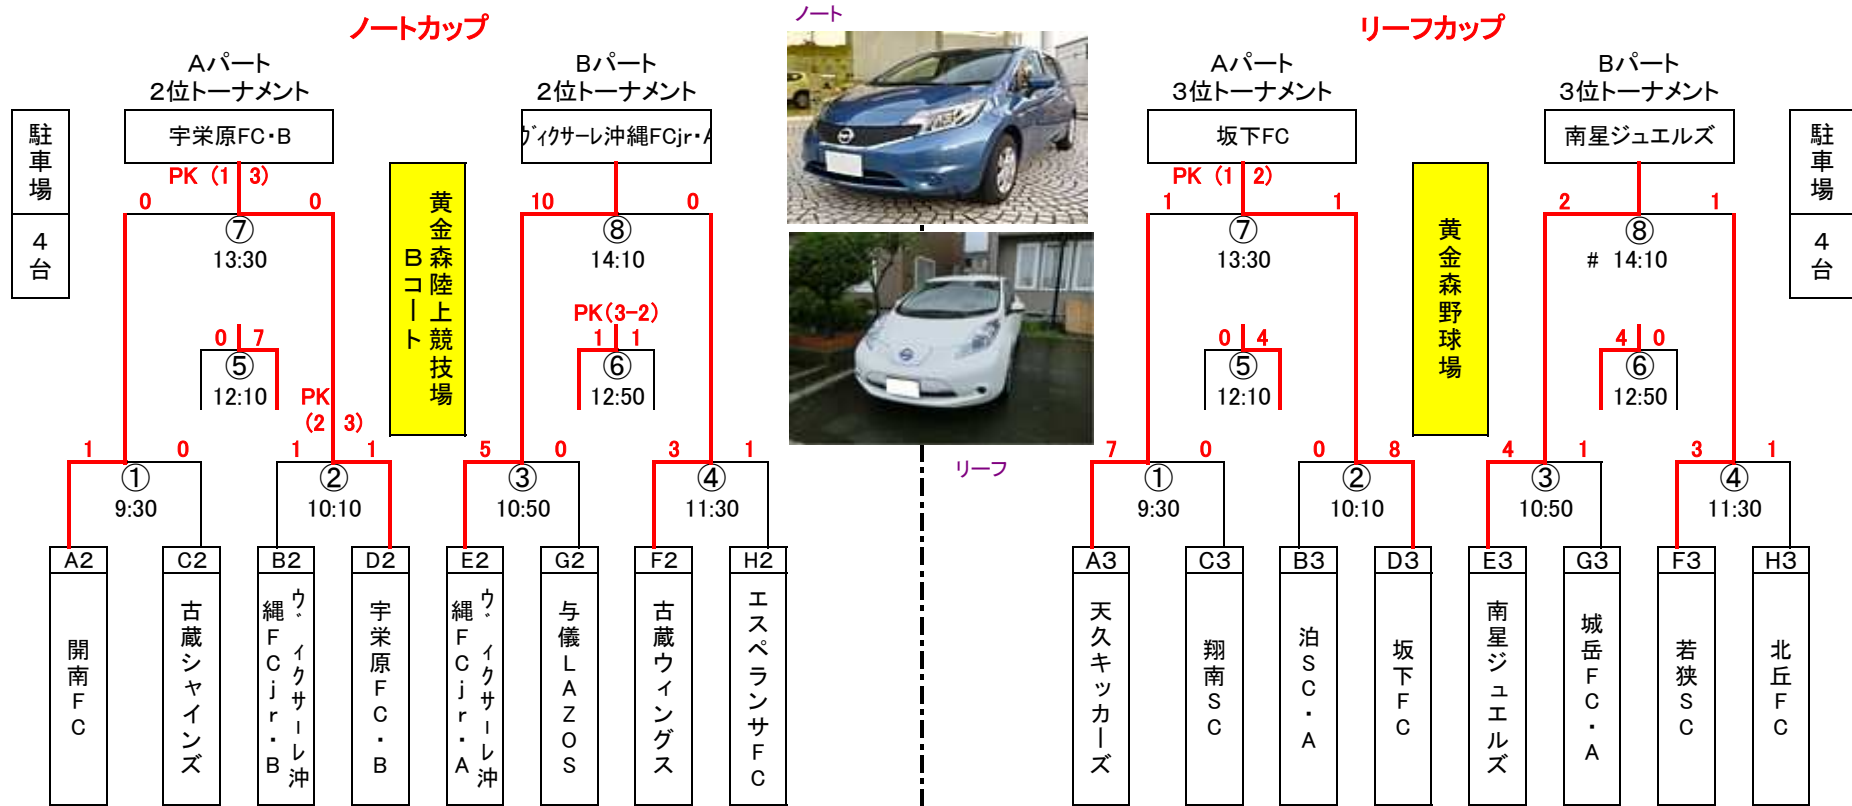 ノートカップ
ノート
リーフカップ
Aパート
2位トーナメント
Bパート
2位トーナメント
Aパート
3位トーナメント
Bパート
3位トーナメント
駐車場
4台
宇栄原FC・B
ヴィクサーレ沖縄FCjr・A
坂下FC
南星ジュエルズ
駐車場
4台
PK (1 3)
0 0
⑦
13:30
10 0
⑧
14:10
PK (1 2)
1 1
⑦
13:30
2 1
⑧
# 14:10
黄金森陸上競技場
Bコート
黄金森野球場
0 7
⑤
12:10
PK(3-2)
1 1
⑥
12:50
0 4
⑤
12:10
4 0
⑥
12:50
1 0
①
9:30
PK
(2 3)
1 1
②
10:10
5 0
③
10:50
3 1
④
11:30
リーフ
7 0
①
9:30
0 8
②
10:10
4 1
③
10:50
3 1
④
11:30
A2
開南FC
C2
古蔵シャインズ
B2
ヴィクサーレ沖
縄FCjr・B
D2
宇栄原FC・B
E2
ヴィクサーレ沖
縄FCjr・A
G2
与儀LAZOS
F2
古蔵ウィングス
H2
エスペランサFC
A3
天久キッカーズ
C3
翔南SC
B3
泊SC・A
D3
坂下FC
E3
南星ジュエルズ
G3
城岳FC・A
F3
若狭SC
H3
北丘FC